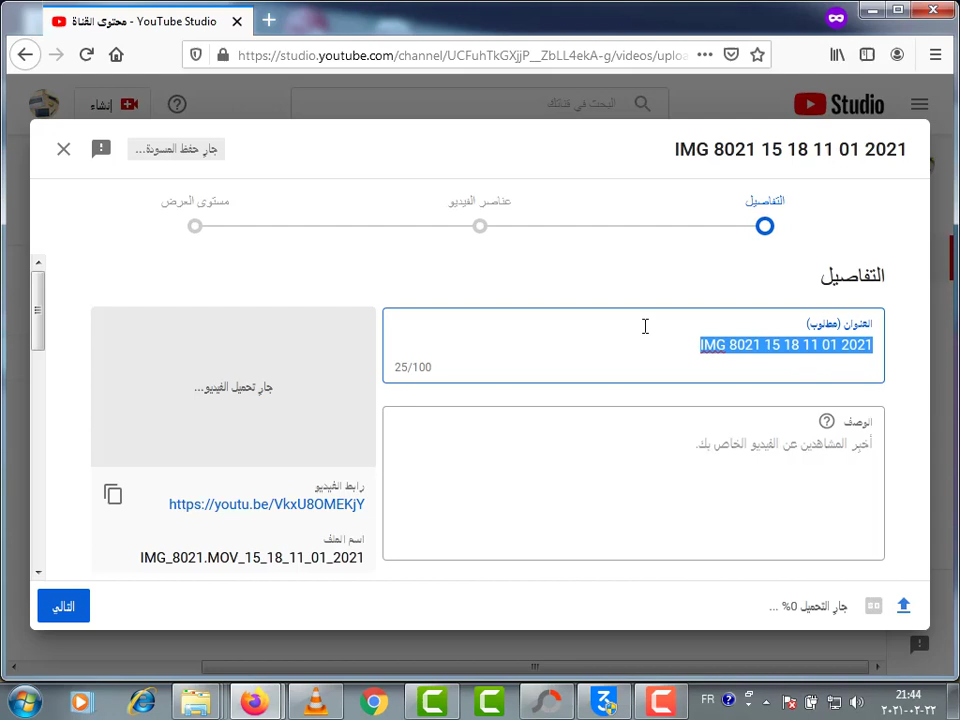 محتوى القناة - YouTube Studio
https://studio.youtube.com/channel/UCFuhTkGXjjP__ZbLL4ekA-g/videos/uploa
Studio
البحث في قناتك
إنشاء
IMG 8021 15 18 11 01 2021
جارٍ حفظ المسودة...
التفاصيل
عناصر الفيديو
مستوى العرض
التفاصيل
العنوان (مطلوب)
IMG 8021 15 18 11 01 2021
25/100
الوصف
أخبِر المشاهدين عن الفيديو الخاص بك.
جارٍ تحميل الفيديو...
رابط الفيديو
https://youtu.be/VkxU8OMEKjY
اسم الملف
IMG_8021.MOV_15_18_11_01_2021
جارٍ التحميل 0% ...
التالي
FR
21:44
٢٠٢١-٠٢-٢٢